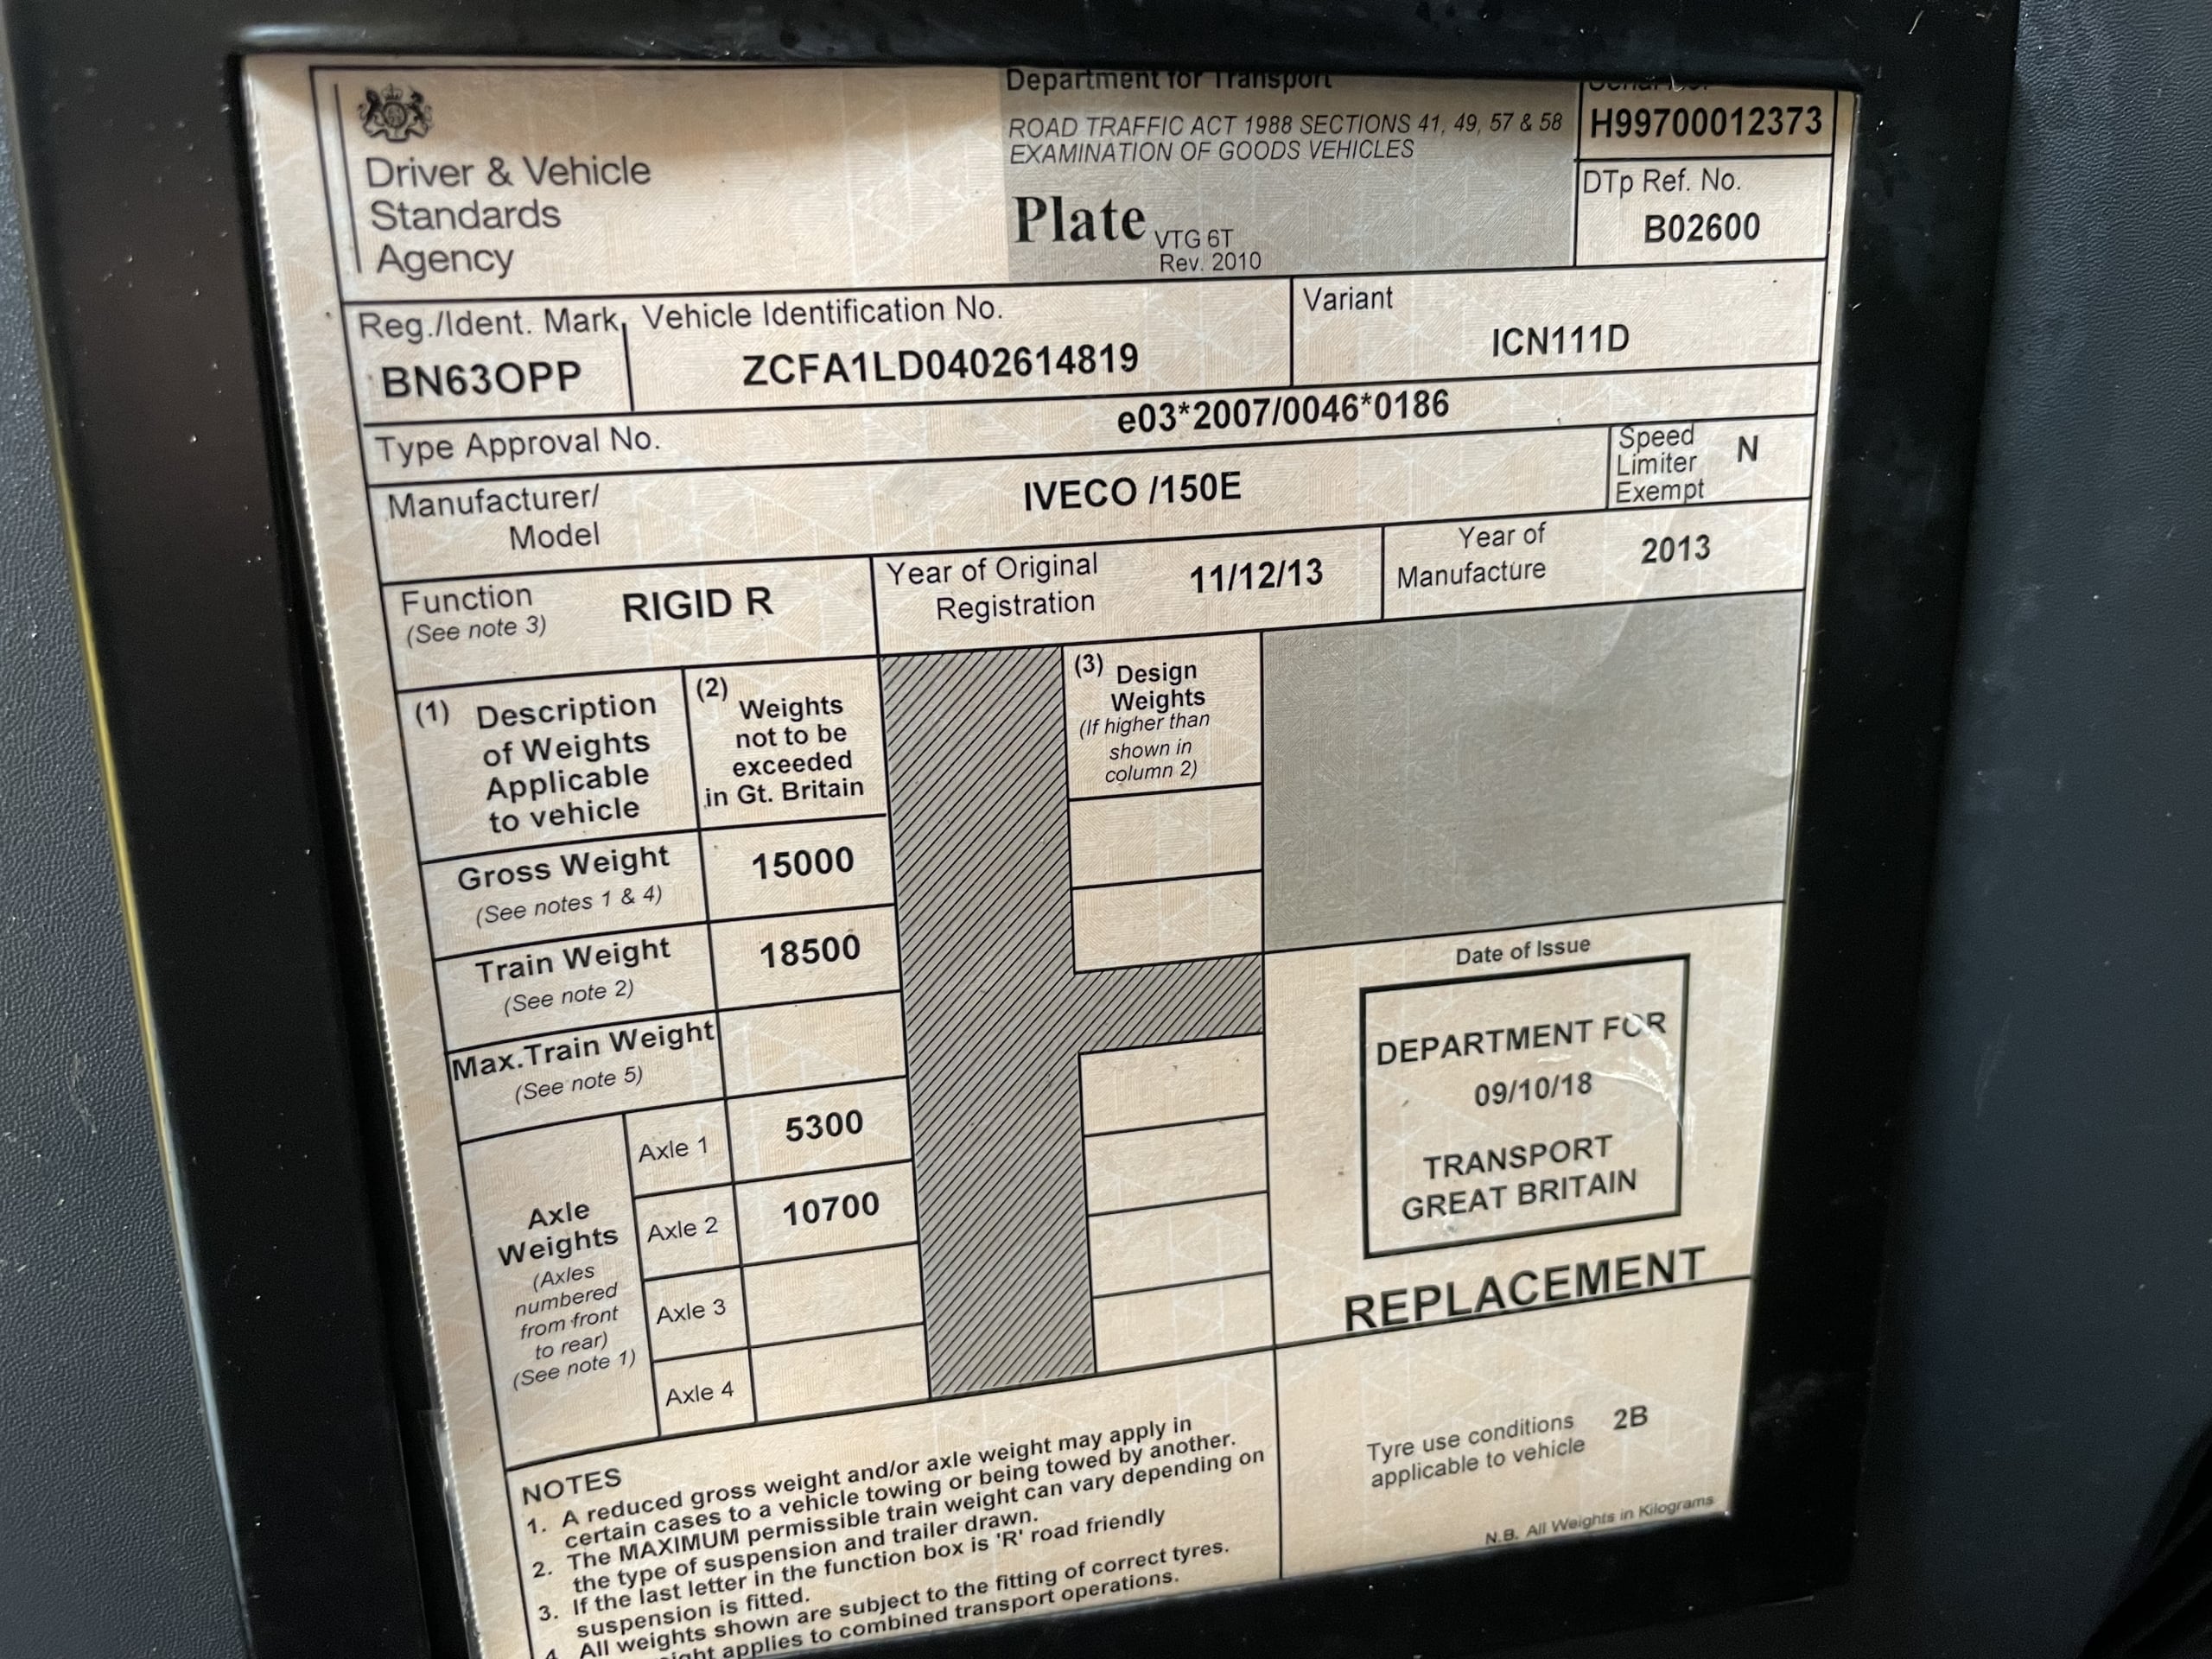 Department for Transport
ROAD TRAFFIC ACT 1988 SECTIONS 41, 49, 57 & 58
EXAMINATION OF GOODS VEHICLES
Plate VTG 6T
Rev. 2010
Driver & Vehicle
Standards
Agency
Serial No.
H99700012373
DTp Ref. No.
B02600
Reg./Ident. Mark
BN63OPP
Vehicle Identification No.
ZCFA1LD0402614819
Variant
ICN111D
Type Approval No.
e03*2007/0046*0186
Manufacturer/
Model
IVECO /150E
Speed
Limiter
Exempt
N
Function
(See note 3)
RIGID R
Year of Original
Registration
11/12/13
Year of
Manufacture
2013
(1) Description
of Weights
Applicable
to vehicle
(2) Weights
not to be
exceeded
in Gt. Britain
(3) Design
Weights
(If higher than
shown in
column 2)
Gross Weight
(See notes 1 & 4)
15000
Train Weight
(See note 2)
18500
Max.Train Weight
(See note 5)
Axle
Weights
(Axles
numbered
from front
to rear)
(See note 1)
Axle 1
5300
Axle 2
10700
Axle 3
Axle 4
Date of Issue
DEPARTMENT FOR
09/10/18
TRANSPORT
GREAT BRITAIN
REPLACEMENT
Tyre use conditions
applicable to vehicle
2B
N.B. All Weights in Kilograms
NOTES
1. A reduced gross weight and/or axle weight may apply in
certain cases to a vehicle towing or being towed by another.
2. The MAXIMUM permissible train weight can vary depending on
the type of suspension and trailer drawn.
3. If the last letter in the function box is 'R' road friendly
suspension is fitted.
4. All weights shown are subject to the fitting of correct tyres.
applies to combined transport operations.